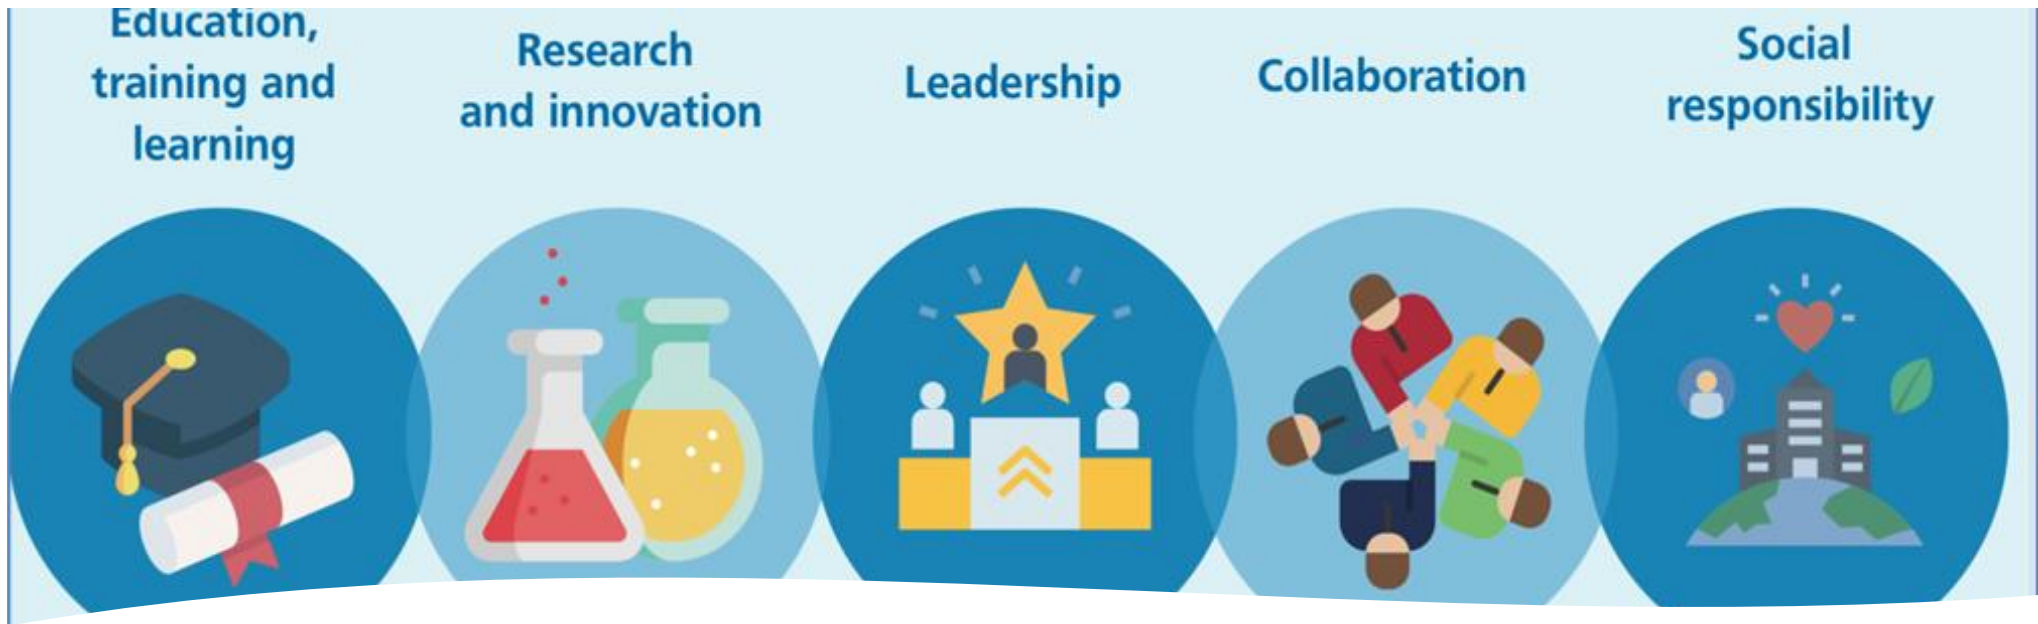 Education,
training and
learning
Research
and innovation
Leadership
Collaboration
Social
responsibility